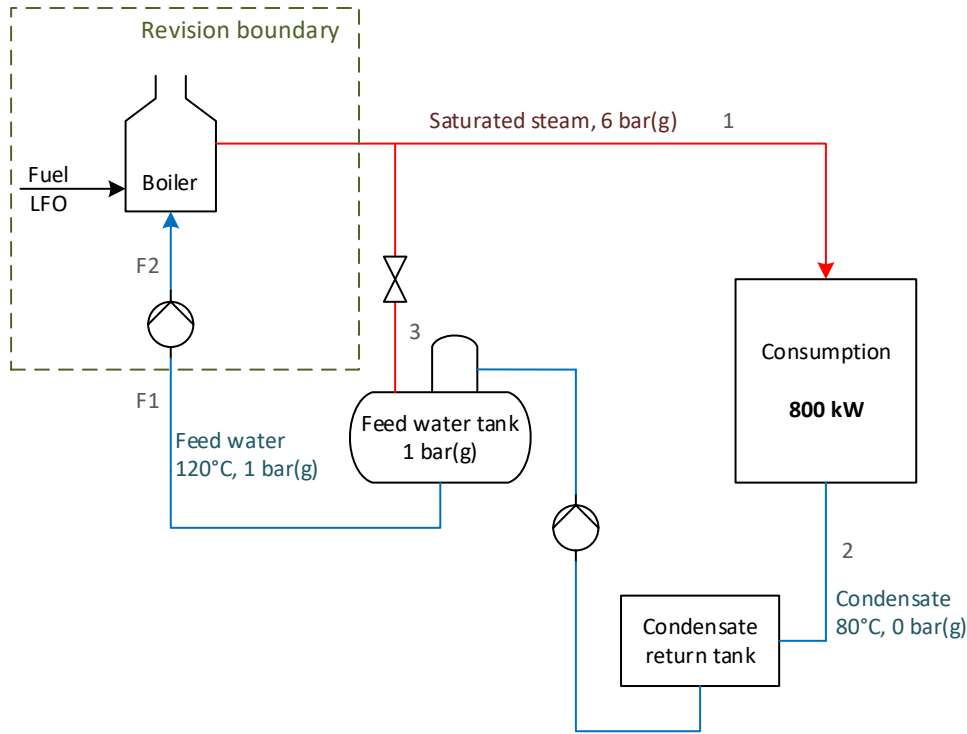 Revision boundary
Saturated steam, 6 bar(g)
1
Fuel
LFO
Boiler
F2
3
Consumption
800 kW
F1
Feed water tank
1 bar(g)
Feed water
120°C, 1 bar(g)
2
Condensate
80°C, 0 bar(g)
Condensate
return tank